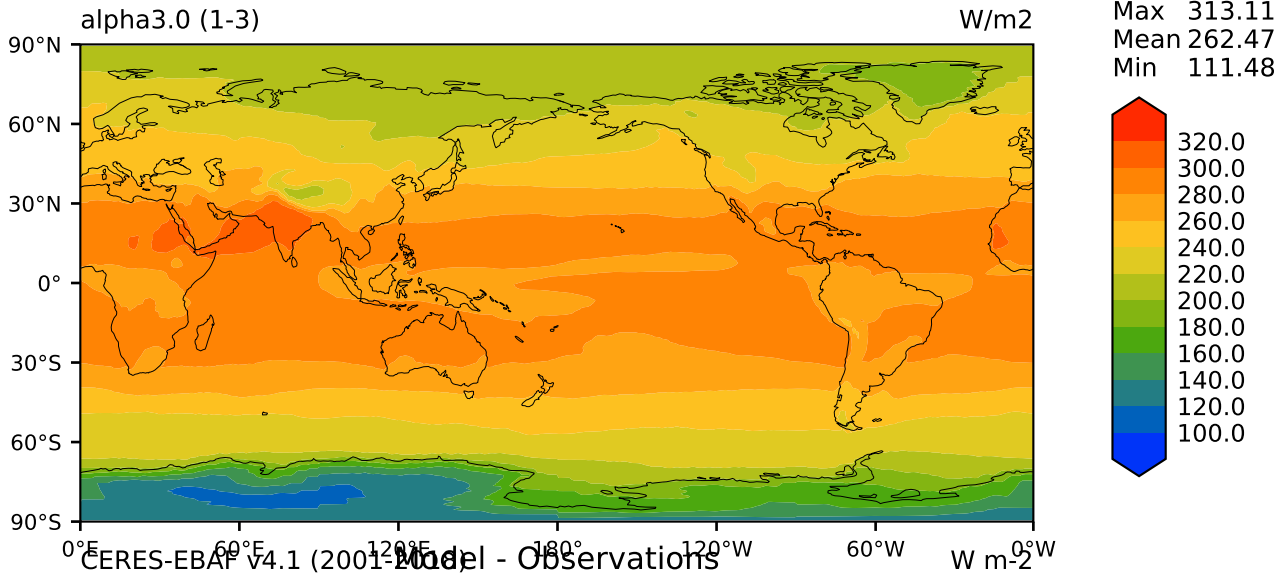 alpha3.0 (1-3)
W/m2
Max 313.11
Mean 262.47
Min 111.48
90°N
60°N
30°N
0°
30°S
60°S
90°S
320.0
300.0
280.0
260.0
240.0
220.0
200.0
180.0
160.0
140.0
120.0
100.0
0°E
60°E
120°E
180°
120°W
60°W
0°W
CERES-EBAF v4.1 (2001-2018)
Model - Observations
W m-2